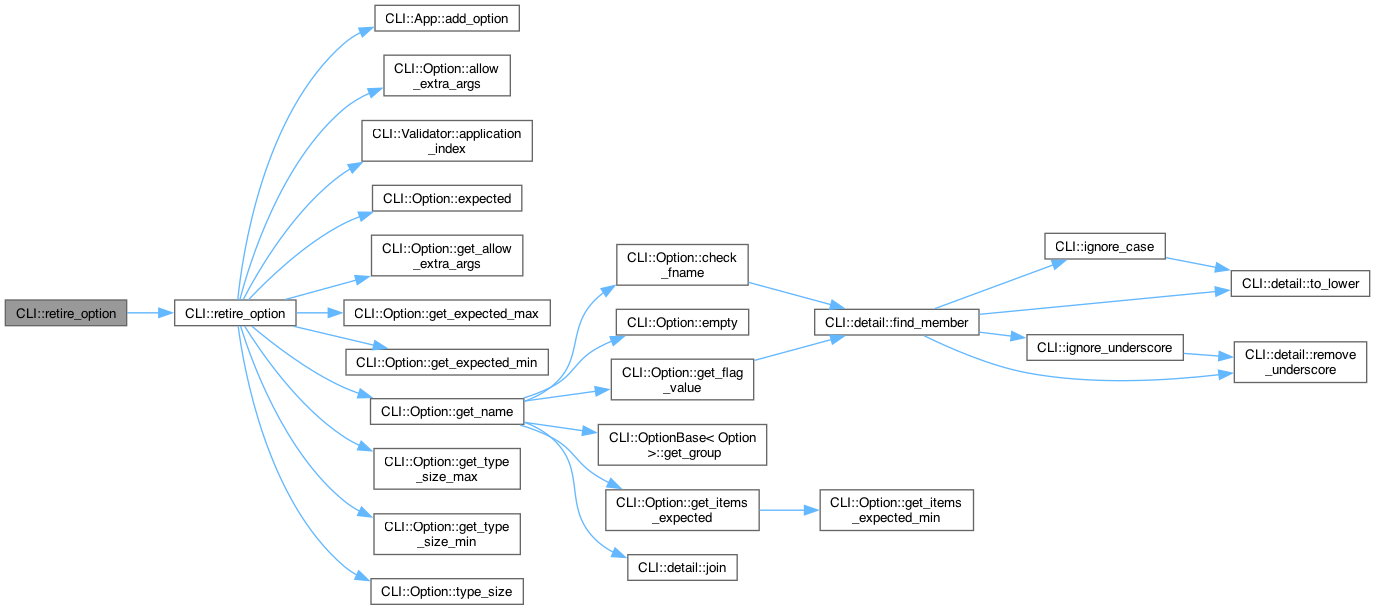 CLI::retire_option
CLI::retire_option
CLI::App::add_option
CLI::Option::allow
_extra_args
CLI::Validator::application
_index
CLI::Option::expected
CLI::Option::get_allow
_extra_args
CLI::Option::get_expected_max
CLI::Option::get_expected_min
CLI::Option::get_name
CLI::Option::get_type
_size_max
CLI::Option::get_type
_size_min
CLI::Option::type_size
CLI::Option::check
_fname
CLI::Option::empty
CLI::Option::get_flag
_value
CLI::OptionBase< Option
>::get_group
CLI::Option::get_items
_expected
CLI::detail::join
CLI::detail::find_member
CLI::Option::get_items
_expected_min
CLI::ignore_case
CLI::ignore_underscore
CLI::detail::to_lower
CLI::detail::remove
_underscore